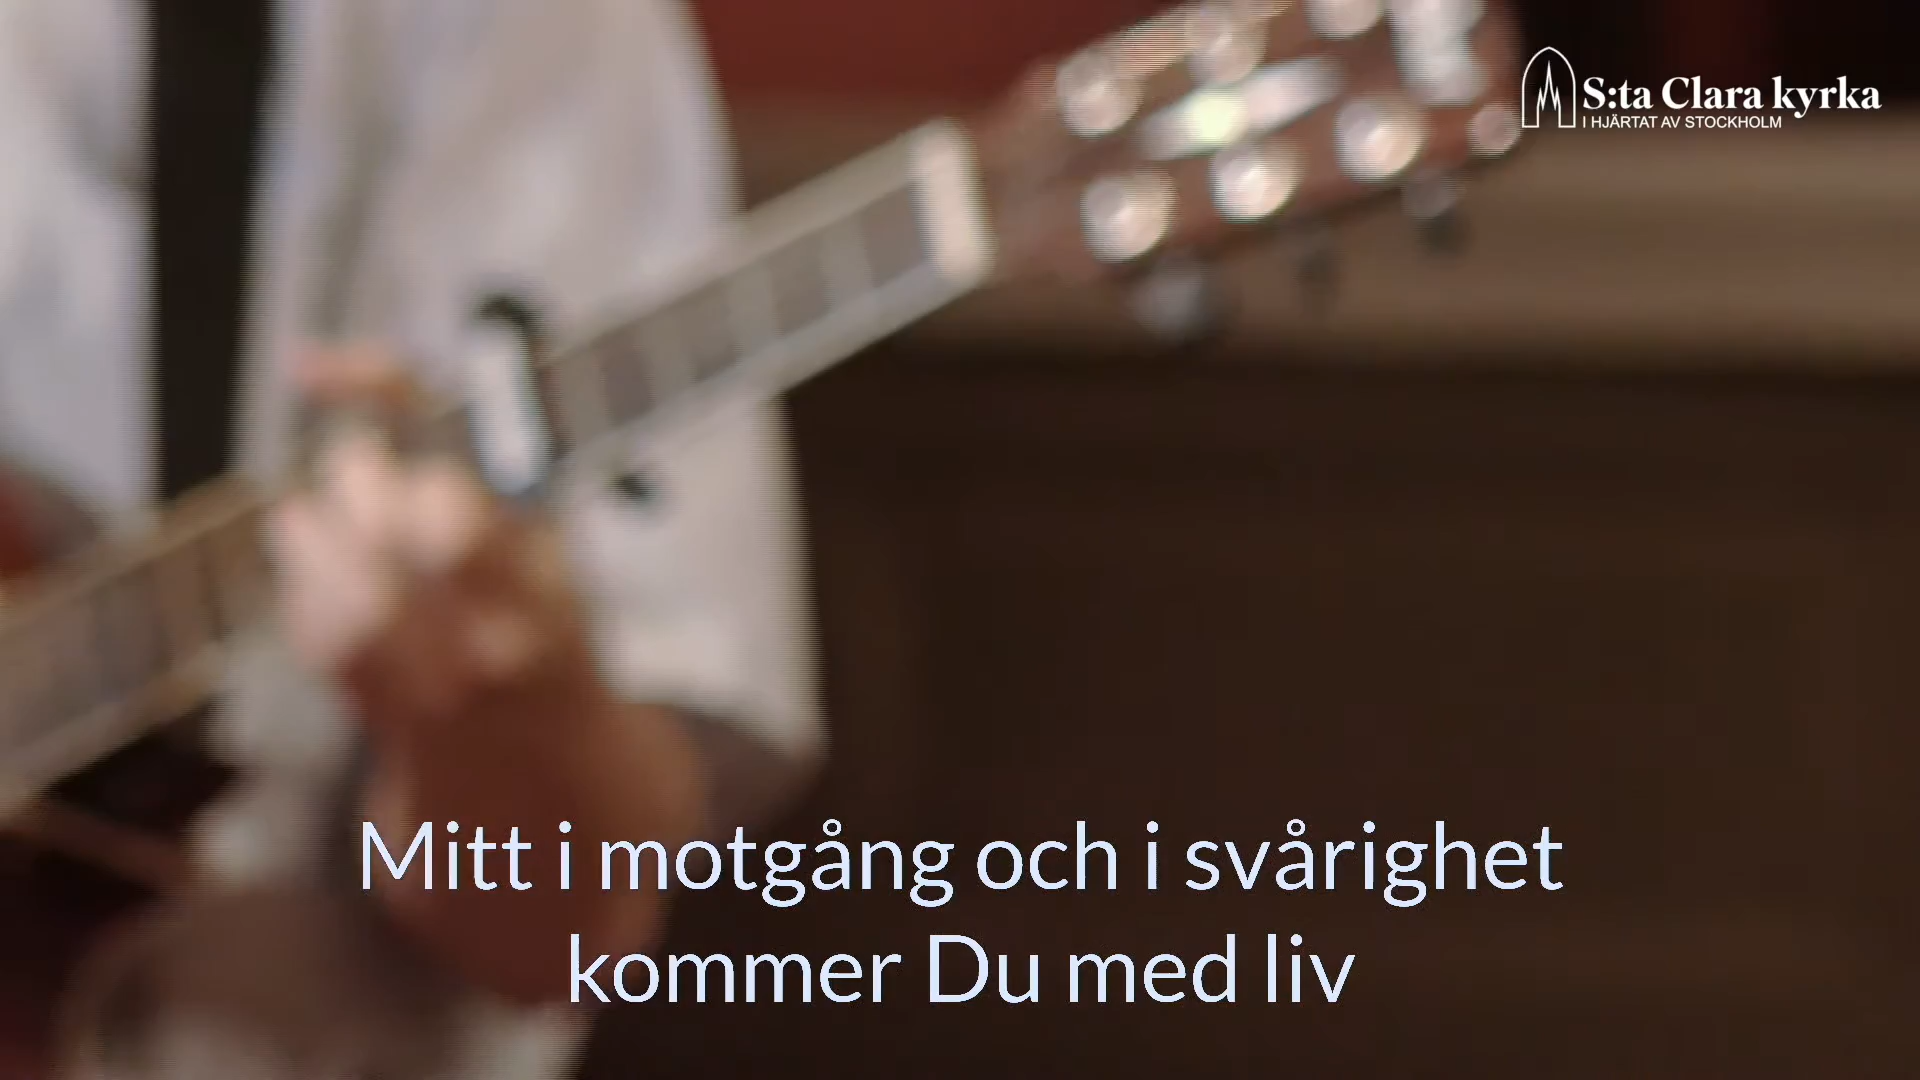 S:ta Clara kyrka
I HJÄRTAT AV STOCKHOLM
Mitt i motgång och i svårighet
kommer Du med liv